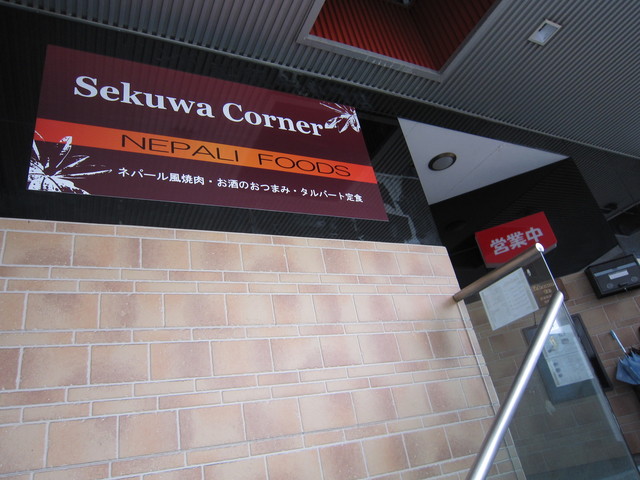 Sekuwa Corner
NEPALI FOODS
ネパール風焼肉・お酒のおつまみ・タルバート定食
営業中